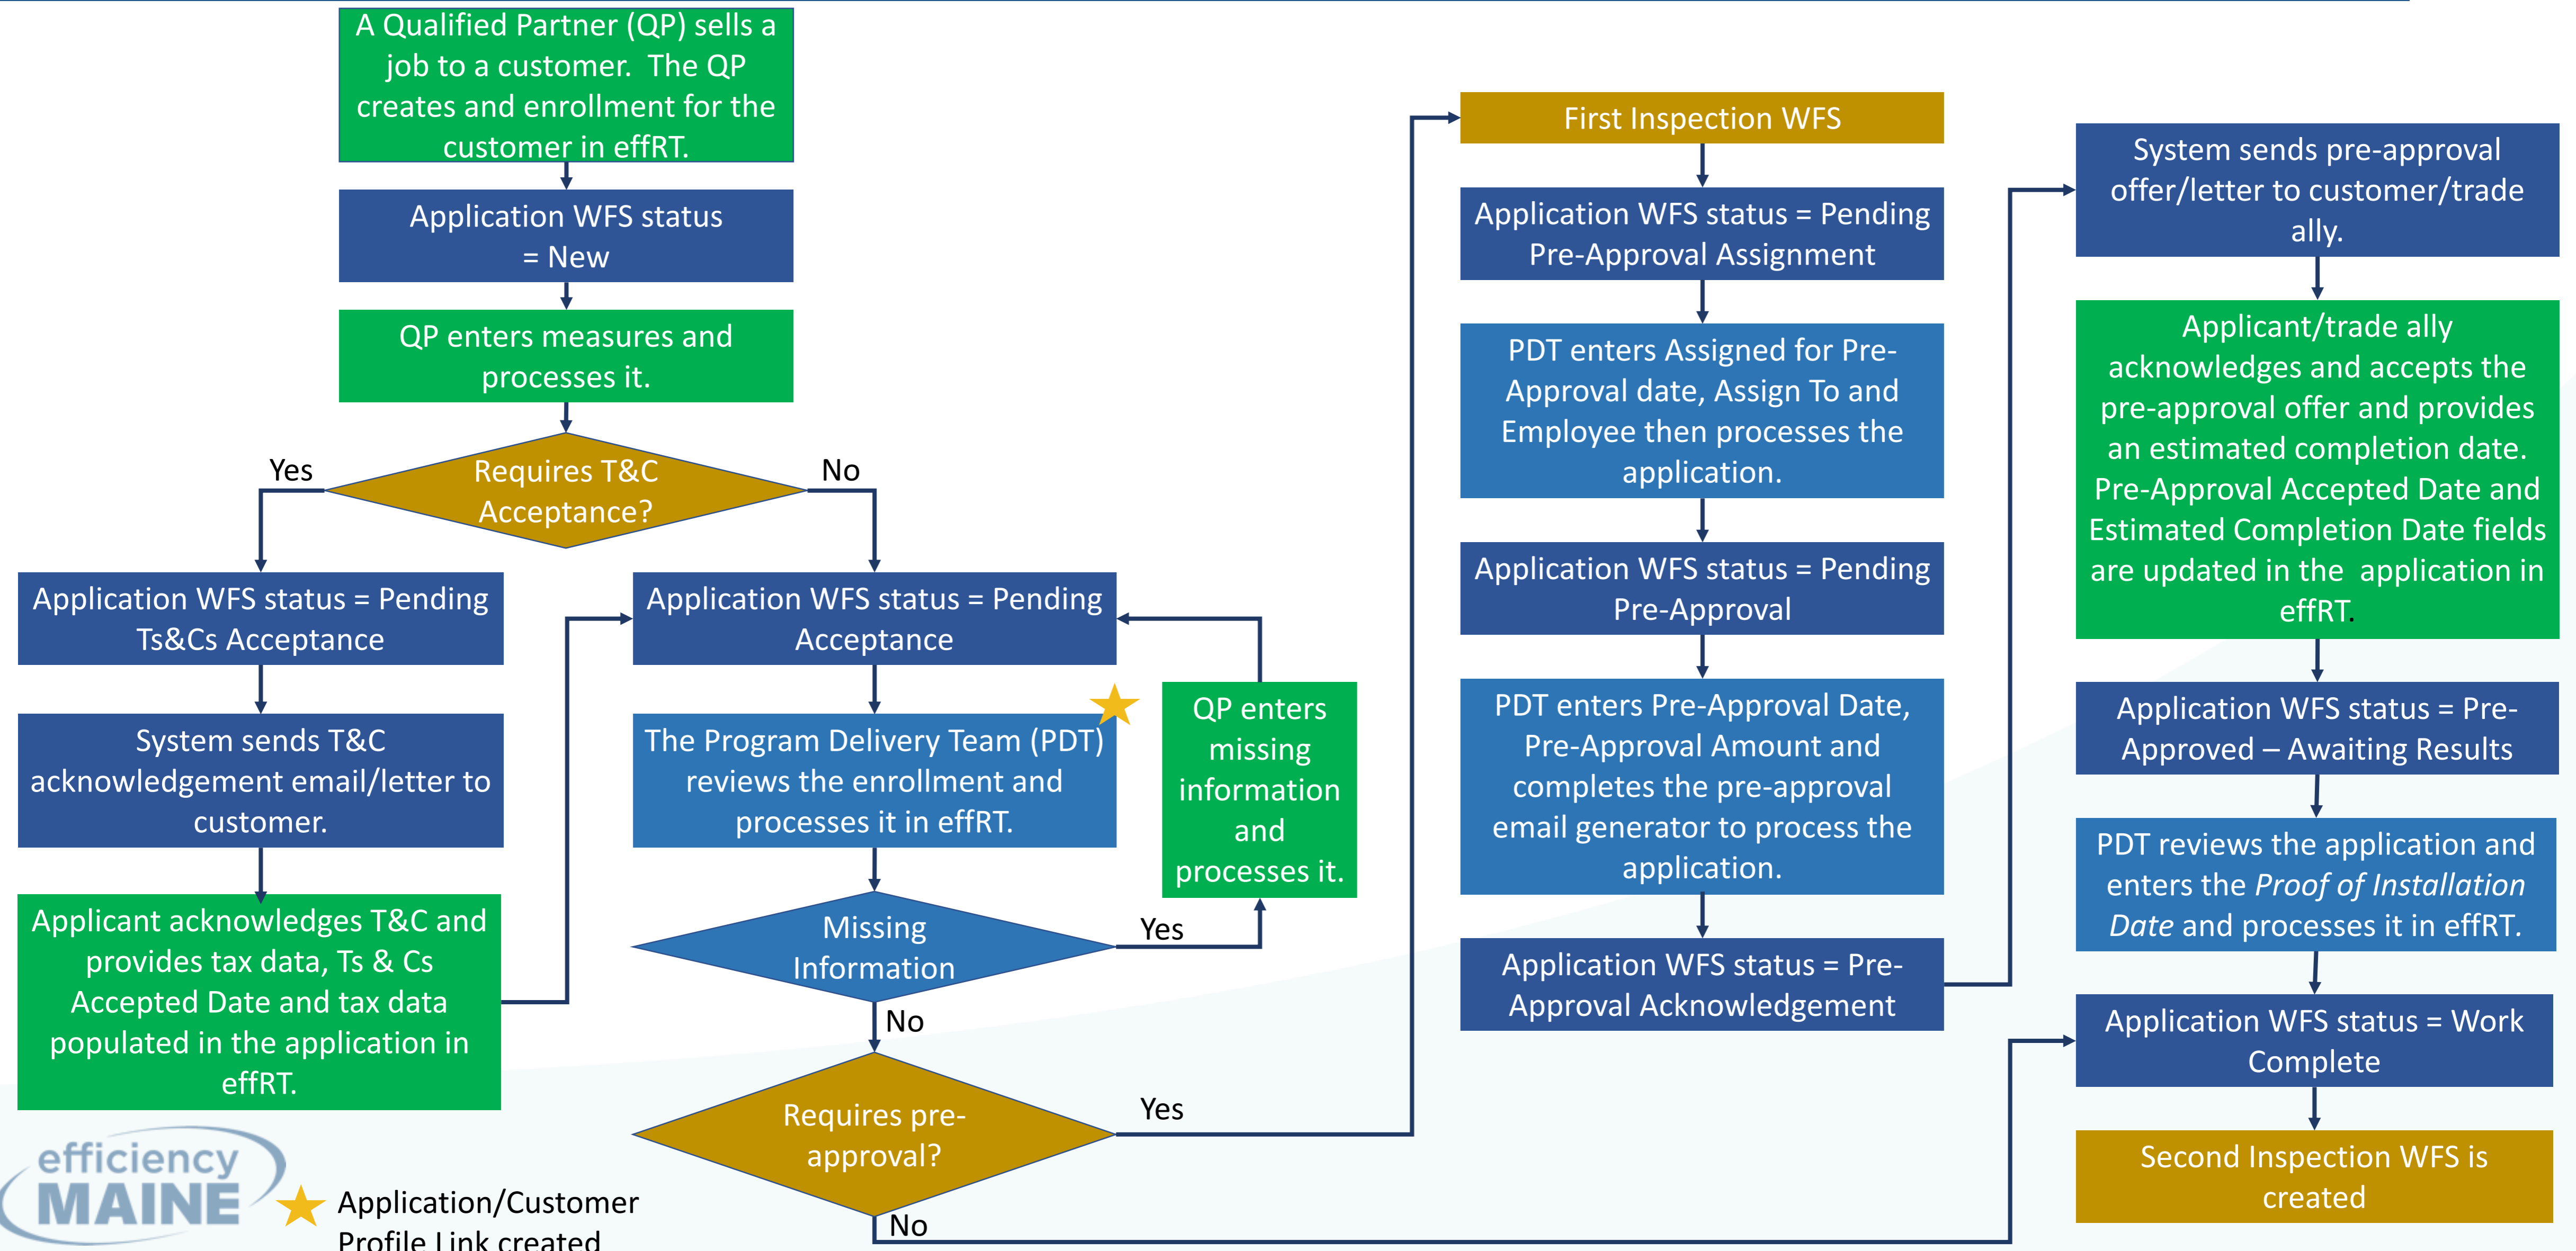 A Qualified Partner (QP) sells a
job to a customer.  The QP
creates and enrollment for the
customer in effRT.
Application WFS status
= New
QP enters measures and
processes it.
Requires T&C
Acceptance?
Yes
No
Application WFS status = Pending
Ts&Cs Acceptance
System sends T&C
acknowledgement email/letter to
customer.
Applicant acknowledges T&C and
provides tax data, Ts & Cs
Accepted Date and tax data
populated in the application in
effRT.
Application WFS status = Pending
Acceptance
The Program Delivery Team (PDT)
reviews the enrollment and
processes it in effRT.
Missing
Information
Yes
QP enters
missing
information
and
processes it.
No
Requires pre-
approval?
Yes
No
First Inspection WFS
Application WFS status = Pending
Pre-Approval Assignment
PDT enters Assigned for Pre-
Approval date, Assign To and
Employee then processes the
application.
Application WFS status = Pending
Pre-Approval
PDT enters Pre-Approval Date,
Pre-Approval Amount and
completes the pre-approval
email generator to process the
application.
Application WFS status = Pre-
Approval Acknowledgement
System sends pre-approval
offer/letter to customer/trade
ally.
Applicant/trade ally
acknowledges and accepts the
pre-approval offer and provides
an estimated completion date.
Pre-Approval Accepted Date and
Estimated Completion Date fields
are updated in the  application in
effRT.
Application WFS status = Pre-
Approved – Awaiting Results
PDT reviews the application and
enters the Proof of Installation
Date and processes it in effRT.
Application WFS status = Work
Complete
Second Inspection WFS is
created
efficiency
MAINE
Application/Customer
Profile Link created